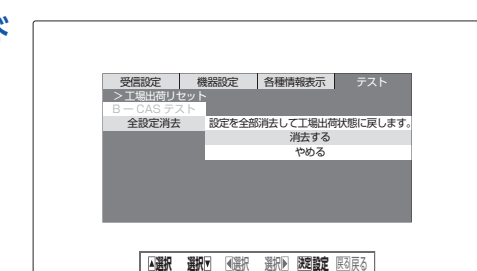 ド
受信設定 機器設定 各種情報表示 テスト
＞工場出荷リセット
B－CAS テスト
全設定消去 設定を全部消去して工場出荷状態に戻します。
消去する
やめる
▲選択 選択▼ ◀選択 選択▶ 決定設定 戻る戻る